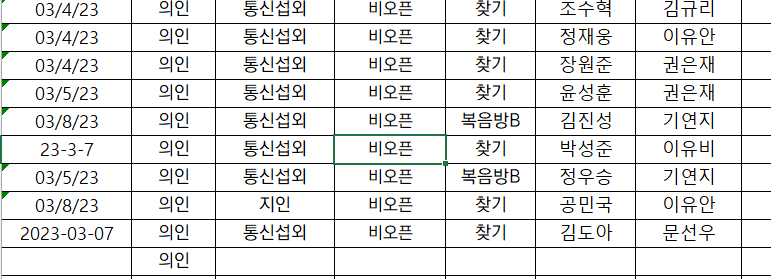 03/4/23 의인 통신섭외 비오픈 찾기 조수혁 김규리
03/4/23 의인 통신섭외 비오픈 찾기 정재웅 이유안
03/4/23 의인 통신섭외 비오픈 찾기 장원준 권은재
03/5/23 의인 통신섭외 비오픈 찾기 윤성훈 권은재
03/8/23 의인 통신섭외 비오픈 복음방B 김진성 기연지
23-3-7 의인 통신섭외 비오픈 찾기 박성준 이유비
03/5/23 의인 통신섭외 비오픈 복음방B 정우승 기연지
03/8/23 의인 지인 비오픈 찾기 공민국 이유안
2023-03-07 의인 통신섭외 비오픈 찾기 김도아 문선우
의인